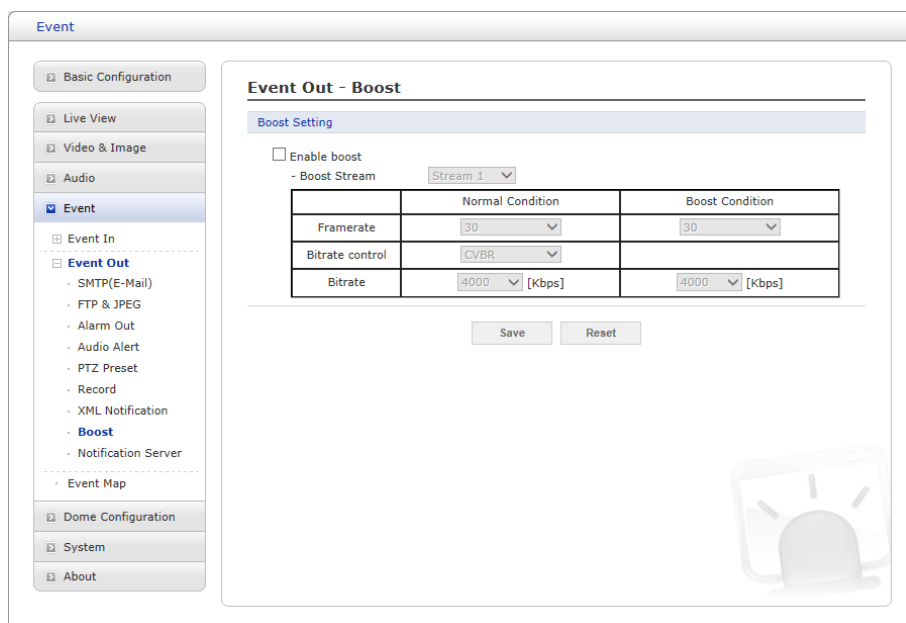 Event
Basic Configuration
Live View
Video & Image
Audio
Event
Event In
Event Out
SMTP(E-Mail)
FTP & JPEG
Alarm Out
Audio Alert
PTZ Preset
Record
XML Notification
Boost
Notification Server
Event Map
Dome Configuration
System
About
Event Out - Boost
Boost Setting
Enable boost
- Boost Stream Stream 1
Normal Condition Boost Condition
Framerate 30 30
Bitrate control CVBR
Bitrate 4000 [Kbps] 4000 [Kbps]
Save Reset